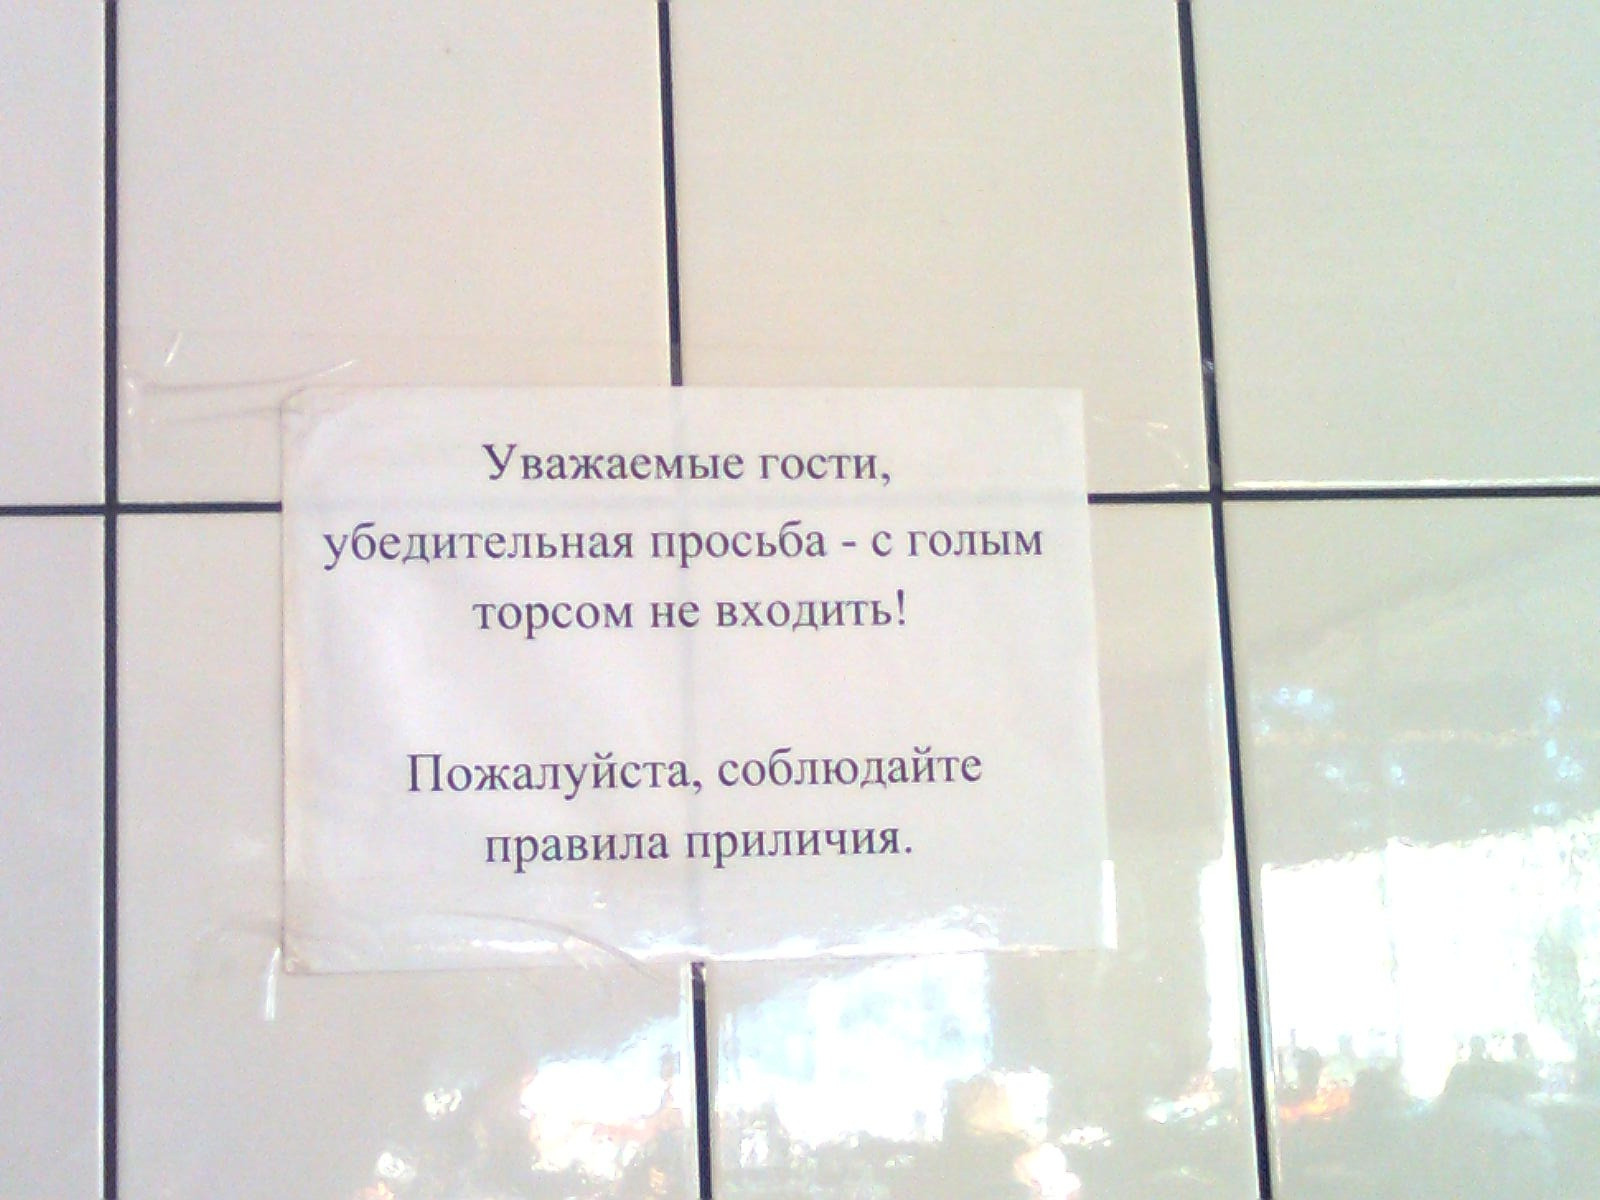 Уважаемые гости,
убедительная просьба - с голым
торсом не входить!
Пожалуйста, соблюдайте
правила приличия.